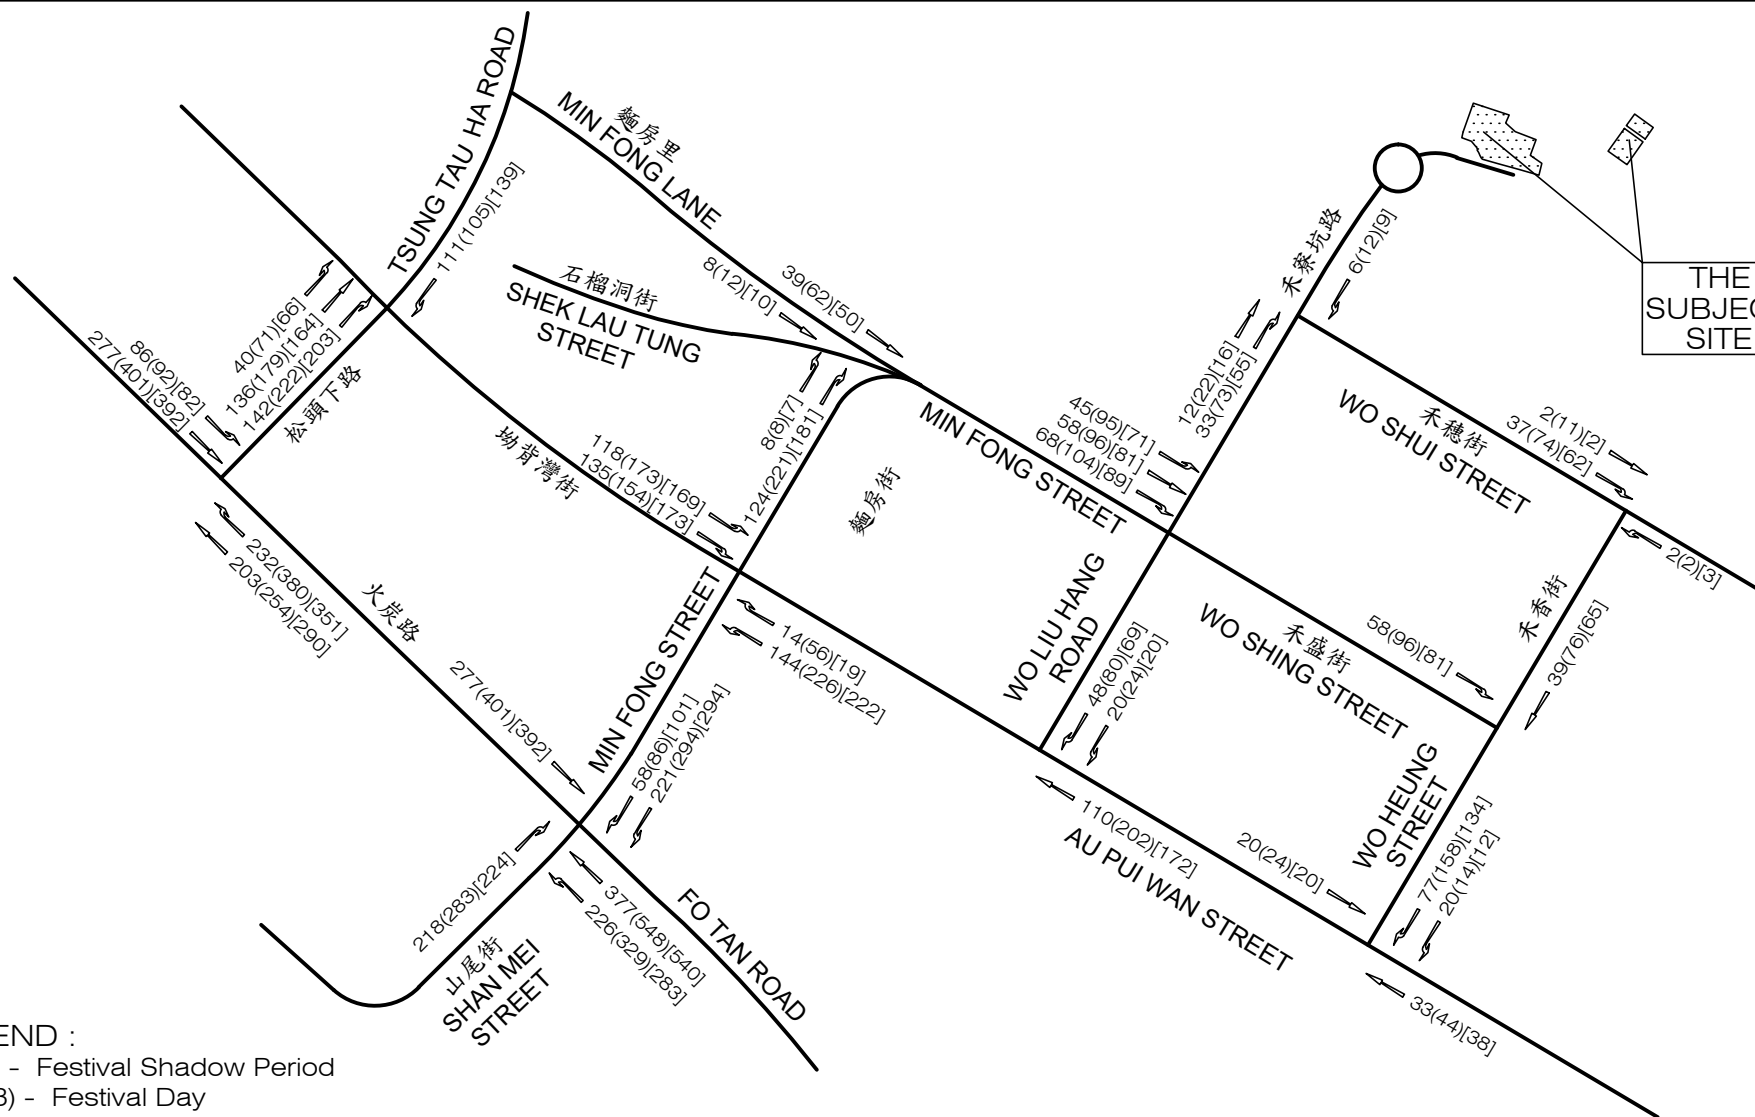 TSUNG TAU HA ROAD
松頭下路
麵房里
MIN FONG LANE
石榴洞街
SHEK LAU TUNG
STREET
111(105)[139]
8(12)[10]
39(62)[50]
40(71)[66]
136(179)[164]
142(222)[203]
86(92)[82]
277(401)[392]
坳背灣街
118(173)[169]
135(154)[173]
8(8)[7]
124(221)[181]
麵房街
MIN FONG STREET
45(95)[71]
58(96)[81]
68(104)[89]
12(22)[16]
33(73)[55]
禾寮坑路
6(12)[9]
THE
SUBJEC
SITE
禾穗街
WO SHUI STREET
2(11)[2]
37(74)[62]
2(2)[3]
禾香街
39(76)[65]
WO LIU HANG
ROAD
禾盛街
WO SHING STREET
58(96)[81]
48(80)[69]
20(24)[20]
232(380)[351]
203(254)[290]
火炭路
277(401)[392]
MIN FONG STREET
14(56)[19]
144(226)[222]
58(86)[101]
221(294)[294]
110(202)[172]
AU PUI WAN STREET
20(24)[20]
WO HEUNG
STREET
77(158)[134]
20(14)[12]
33(44)[38]
218(283)[224]
山尾街
SHAN MEI
STREET
377(548)[540]
226(329)[283]
FO TAN ROAD
END :
- Festival Shadow Period
3) - Festival Day